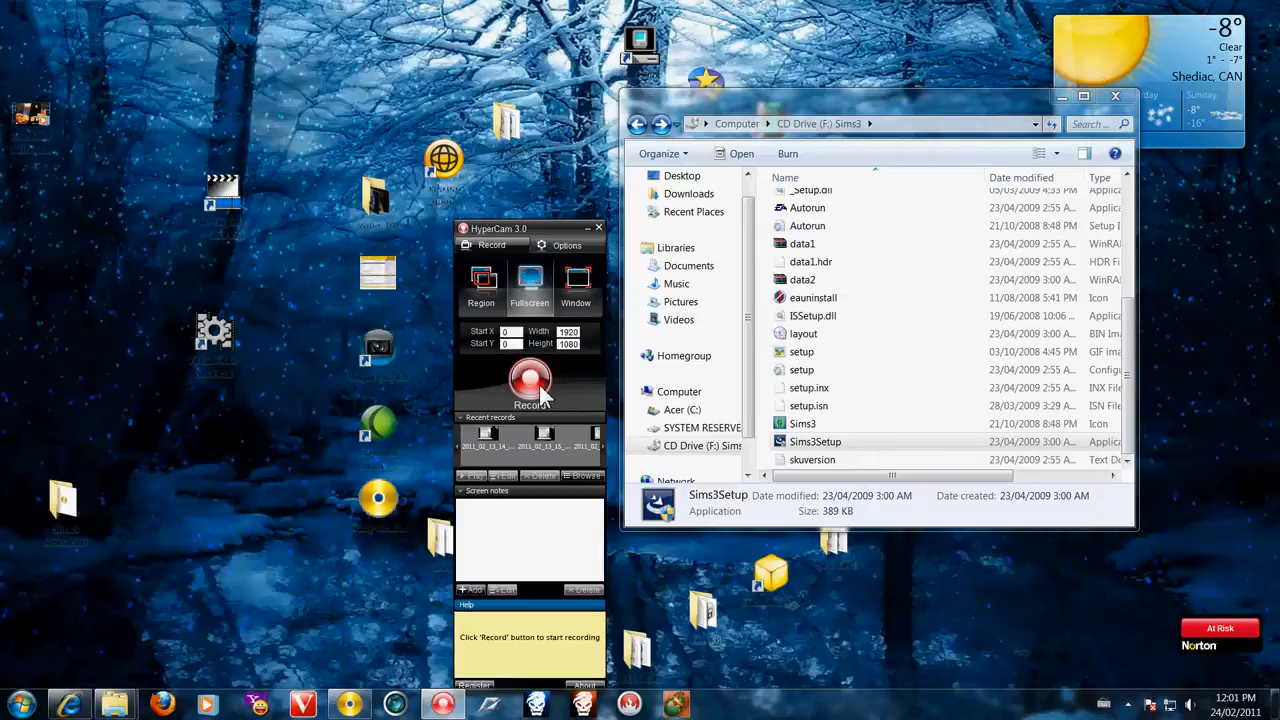 -8°
Clear
1° - -7°
Shediac, CAN
rday Sunday
-8°
-16°
Computer CD Drive (F:) Sims3
Search...
Organize Open Burn
Name Date modified Type
Desktop
Downloads
Recent Places
Libraries
Documents
Music
Pictures
Videos
Homegroup
Computer
Acer (C:)
SYSTEM RESERVE
CD Drive (F:) Sims
Network
_Setup.dll 05/03/2009 4:33 PM Applica
Autorun 23/04/2009 2:55 A... Applica
Autorun 21/10/2008 8:48 PM Setup I
data1 23/04/2009 2:55 A... WinRA
data1.hdr 23/04/2009 2:55 A... HDR Fi
data2 23/04/2009 3:00 A... WinRA
eauninstall 11/08/2008 5:41 PM Icon
ISSetup.dll 19/06/2008 10:06 ... Applica
layout 23/04/2009 2:55 A... BIN Im
setup 03/10/2008 4:45 PM GIF ima
setup 23/04/2009 2:55 A... Config
setup.inx 23/04/2009 2:55 A... INX Fil
setup.isn 28/03/2009 3:29 A... ISN File
Sims3 21/10/2008 8:48 PM Icon
Sims3Setup 23/04/2009 3:00 A... Applica
skuversion 23/04/2009 2:55 A... Text Do
Sims3Setup Date modified: 23/04/2009 3:00 AM Date created: 23/04/2009 3:00 AM
Application Size: 389 KB
HyperCam 3.0
Record Options
Region Fullscreen Window
Start X 0 Width 1920
Start Y 0 Height 1080
Record
Recent records
2011_02_13_14_... 2011_02_13_15_... 2011_02_
Play Edit Delete Browse
Screen notes
Add Edit Delete
Help
Click 'Record' button to start recording
Register About
At Risk
Norton
12:01 PM
24/02/2011